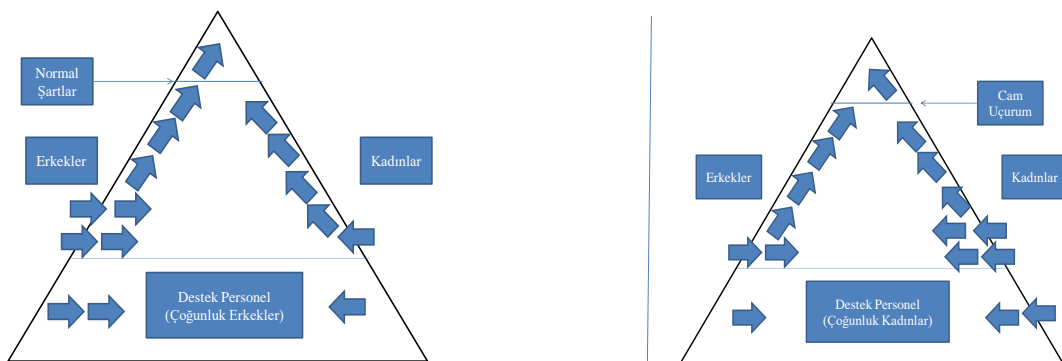 Normal
Şartlar
Erkekler
Kadınlar
Destek Personel
(Çoğunluk Erkekler)
Cam
Uçurum
Erkekler
Kadınlar
Destek Personel
(Çoğunluk Kadınlar)